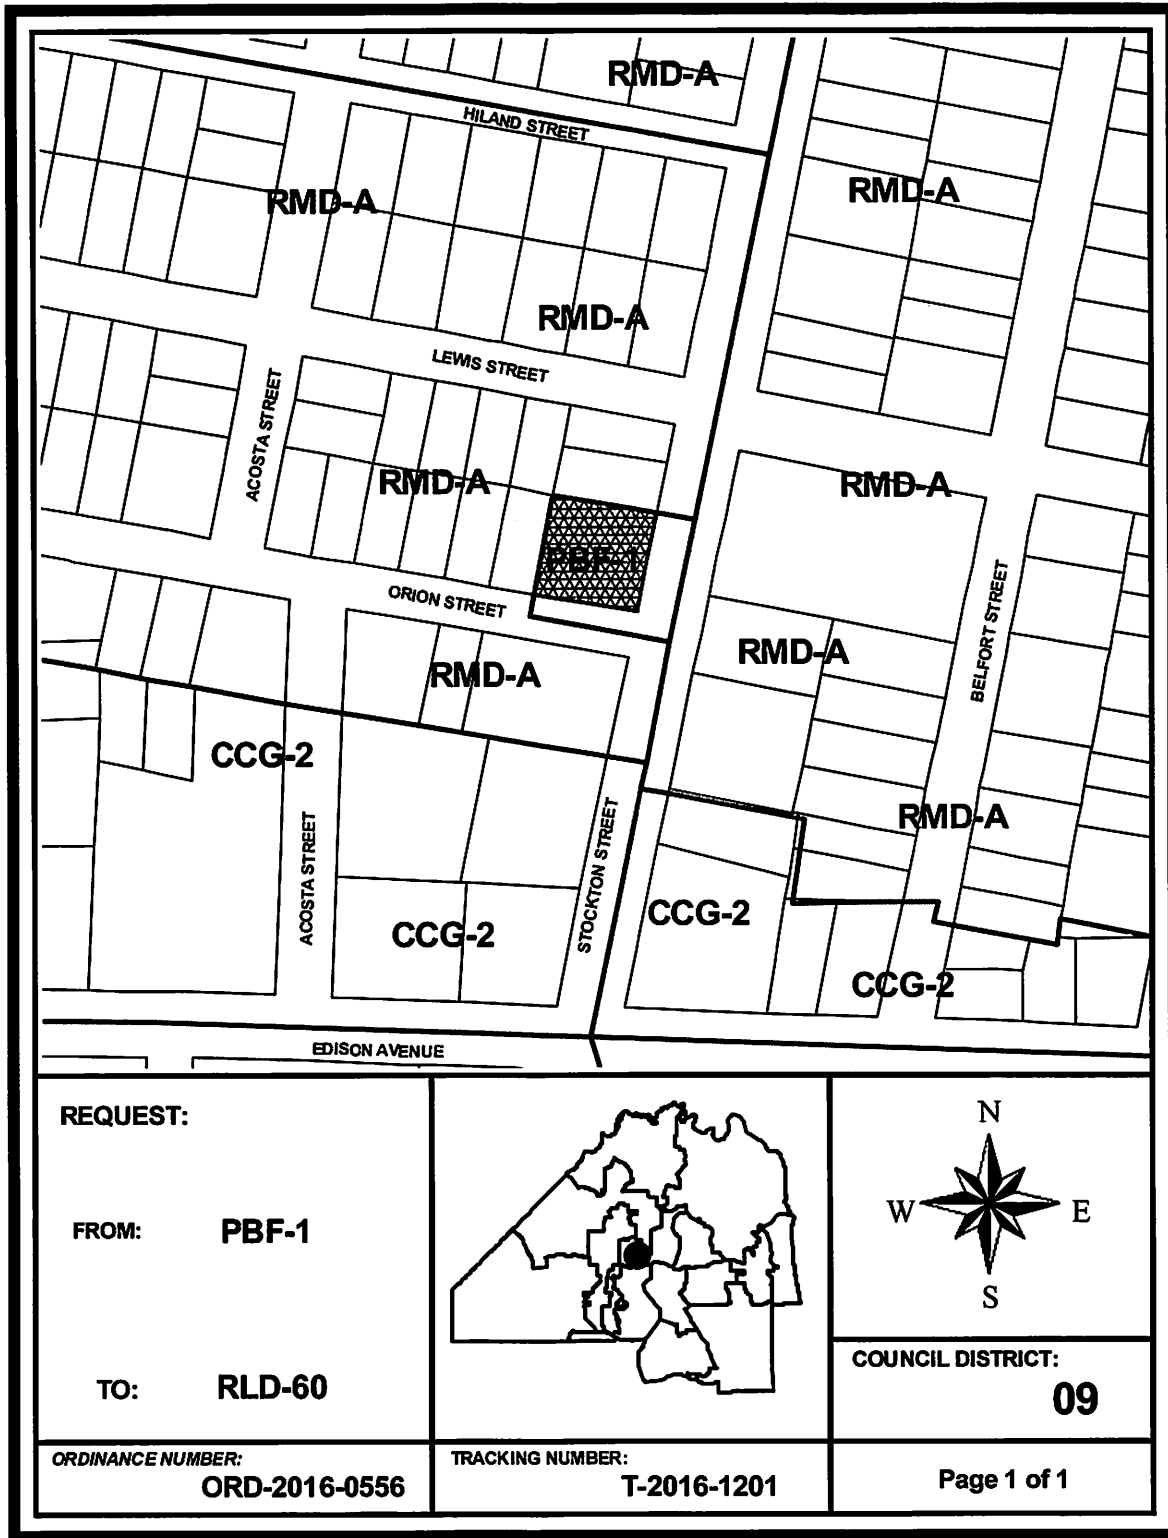 RMD-A
HILAND STREET
RMD-A
RMD-A
RMD-A
LEWIS STREET
ACOSTA STREET
RMD-A
RMD-A
PBF-1
ORION STREET
BELFORT STREET
RMD-A
RMD-A
CCG-2
STOCKTON STREET
RMD-A
ACOSTA STREET
CCG-2
CCG-2
CCG-2
EDISON AVENUE
REQUEST:
FROM: PBF-1
TO: RLD-60
N
W E
S
COUNCIL DISTRICT:
09
ORDINANCE NUMBER:
ORD-2016-0556
TRACKING NUMBER:
T-2016-1201
Page 1 of 1